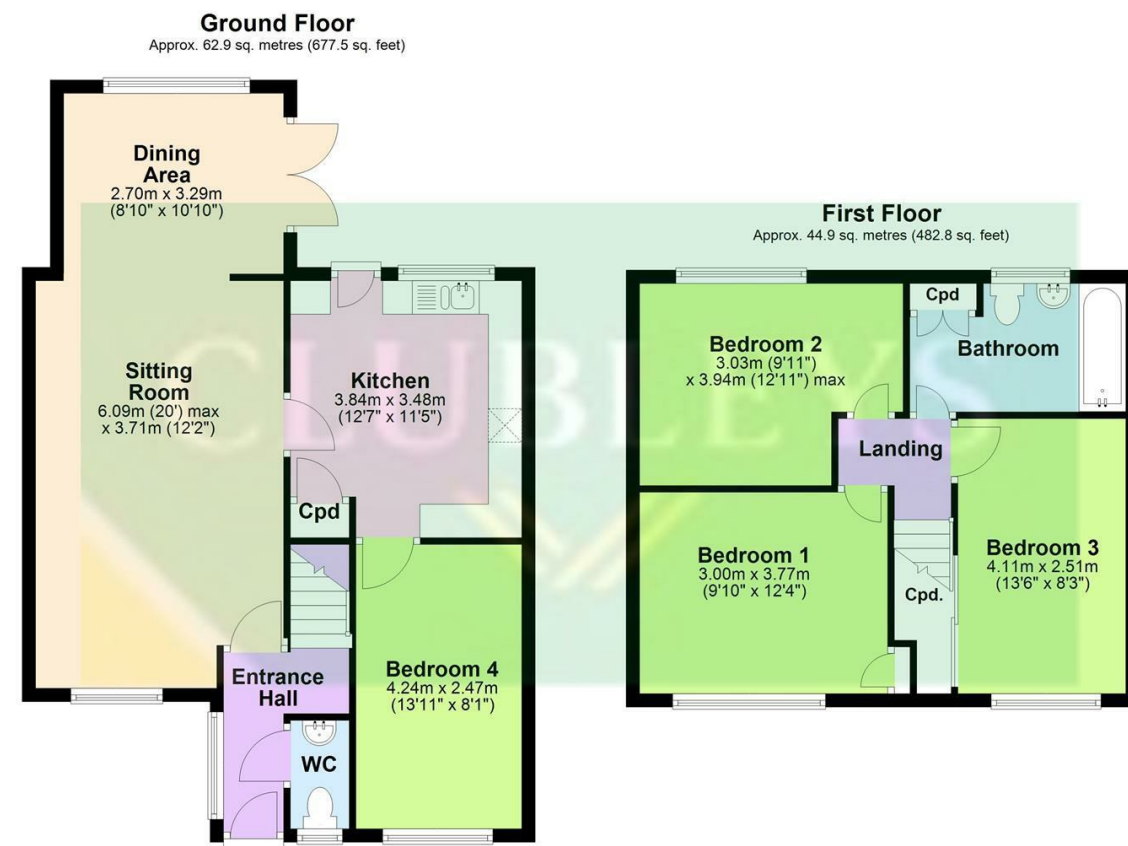 Ground Floor
Approx. 62.9 sq. metres (677.5 sq. feet)
Dining
Area
2.70m x 3.29m
(8'10" x 10'10")
Sitting
Room
6.09m (20') max
x 3.71m (12'2")
Kitchen
3.84m x 3.48m
(12'7" x 11'5")
Cpd
Entrance
Hall
WC
Bedroom 4
4.24m x 2.47m
(13'11" x 8'1")
First Floor
Approx. 44.9 sq. metres (482.8 sq. feet)
Bedroom 2
3.03m (9'11")
x 3.94m (12'11") max
Cpd
Bathroom
Landing
Bedroom 1
3.00m x 3.77m
(9'10" x 12'4")
Cpd.
Bedroom 3
4.11m x 2.51m
(13'6" x 8'3")
CLUBLEYS